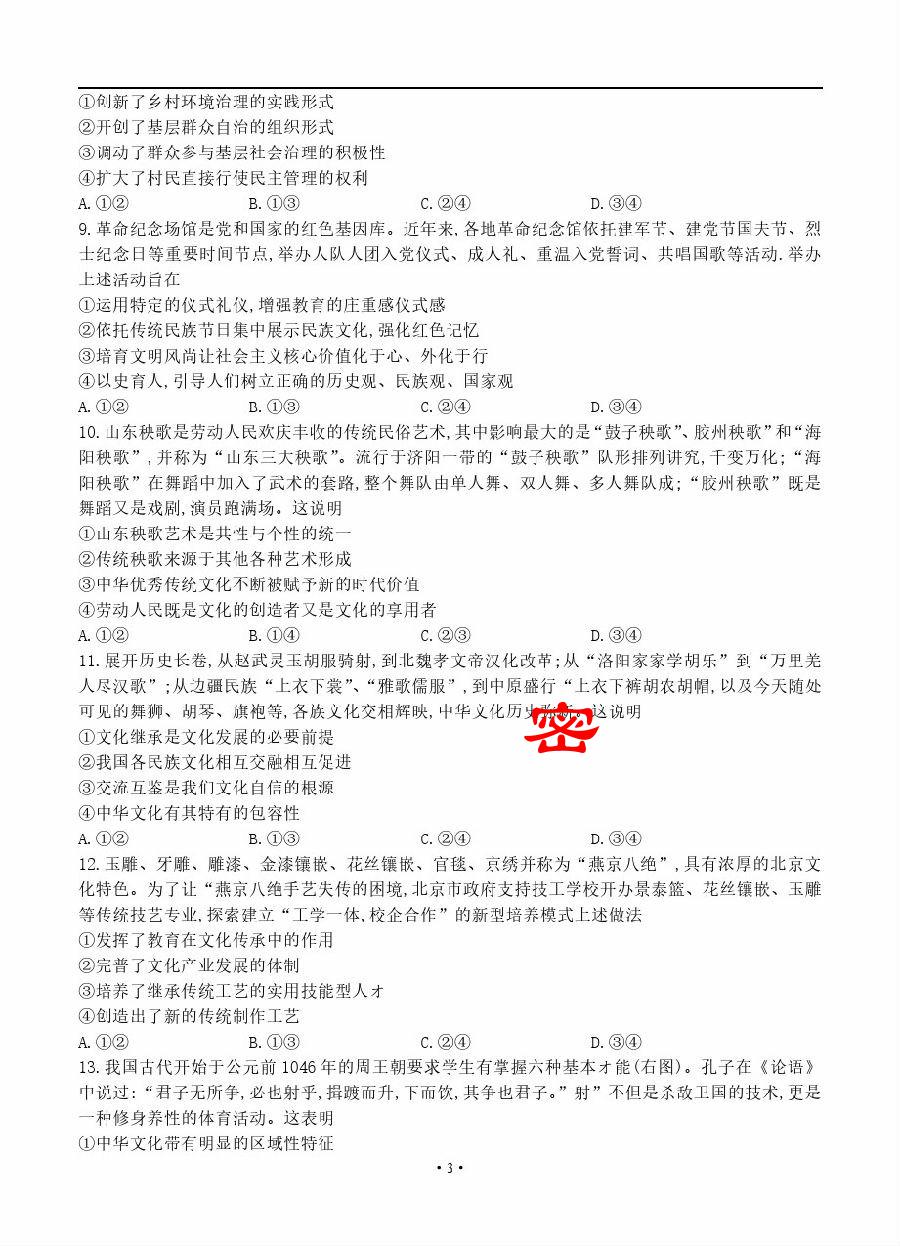 ①创新了乡村环境治理的实践形式
②开创了基层群众自治的组织形式
③调动了群众参与基层社会治理的积极性
④扩大了村民直接行使民主管理的权利
A.①② B.①③ C.②④ D.③④
9.革命纪念场馆是党和国家的红色基因库。近年来,各地革命纪念馆依托建军节、建党节国夫节、烈
士纪念日等重要时间节点,举办人队人团入党仪式、成人礼、重温入党誓词、共唱国歌等活动.举办
上述活动旨在
①运用特定的仪式礼仪,增强教育的庄重感仪式感
②依托传统民族节日集中展示民族文化,强化红色记忆
③培育文明风尚让社会主义核心价值化于心、外化于行
④以史育人,引导人们树立正确的历史观、民族观、国家观
A.①② B.①③ C.②④ D.③④
10.山东秧歌是劳动人民欢庆丰收的传统民俗艺术,其中影响最大的是“鼓子秧歌”、胶州秧歌”和“海
阳秧歌”,并称为“山东三大秧歌”。流行于济阳一带的“鼓子秧歌”队形排列讲究,千变万化;“海
阳秧歌”在舞蹈中加入了武术的套路,整个舞队由单人舞、双人舞、多人舞队成;“胶州秧歌”既是
舞蹈又是戏剧,演员跑满场。这说明
①山东秧歌艺术是共性与个性的统一
②传统秧歌来源于其他各种艺术形成
③中华优秀传统文化不断被赋予新的时代价值
④劳动人民既是文化的创造者又是文化的享用者
A.①② B.①④ C.②③ D.③④
11.展开历史长卷,从赵武灵玉胡服骑射,到北魏孝文帝汉化改革;从“洛阳家家学胡乐”到“万里羌
人尽汉歌”;从边疆民族“上衣下裳”、“雅歌儒服”,到中原盛行“上衣下裤胡农胡帽,以及今天随处
可见的舞狮、胡琴、旗袍等,各族文化交相辉映,中华文化历史 。这说明
密
①文化继承是文化发展的必要前提
②我国各民族文化相互交融相互促进
③交流互鉴是我们文化自信的根源
④中华文化有其特有的包容性
A.①② B.①③ C.②④ D.③④
12.玉雕、牙雕、雕漆、金漆镶嵌、花丝镶嵌、官毯、京绣并称为“燕京八绝”,具有浓厚的北京文
化特色。为了让“燕京八绝手艺失传的困境,北京市政府支持技工学校开办景泰篮、花丝镶嵌、玉雕
等传统技艺专业,探索建立“工学一体,校企合作”的新型培养模式上述做法
①发挥了教育在文化传承中的作用
②完普了文化产业发展的体制
③培养了继承传统工艺的实用技能型人才
④创造出了新的传统制作工艺
A.①② B.①③ C.②④ D.③④
13.我国古代开始于公元前1046年的周王朝要求学生有掌握六种基本才能(右图)。孔子在《论语》
中说过:“君子无所争,必也射乎,揖踱而升,下而饮,其争也君子。”射”不但是杀敌工国的技术,更是
一种修身养性的体育活动。这表明
①中华文化带有明显的区域性特征
·3·